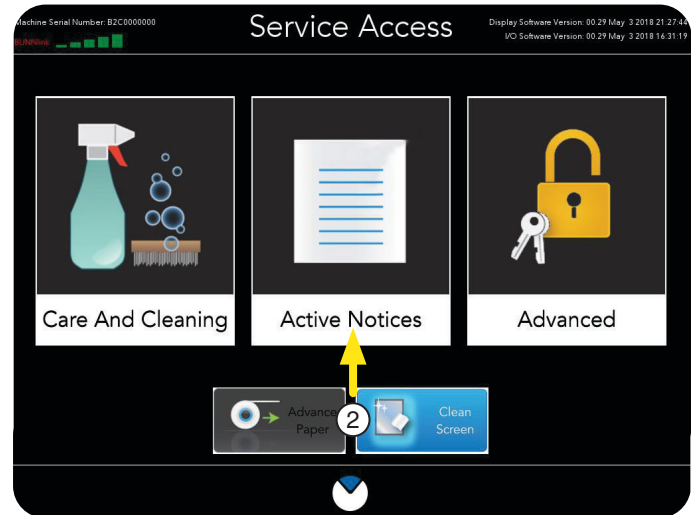 Machine Serial Number: B2C0000000
BUNNlink
Service Access
Display Software Version: 00.29 May 3 2018 21:27:44
I/O Software Version: 00.29 May 3 2018 16:31:19
Care And Cleaning
Active Notices
Advanced
Advance
Paper
2
Clean
Screen